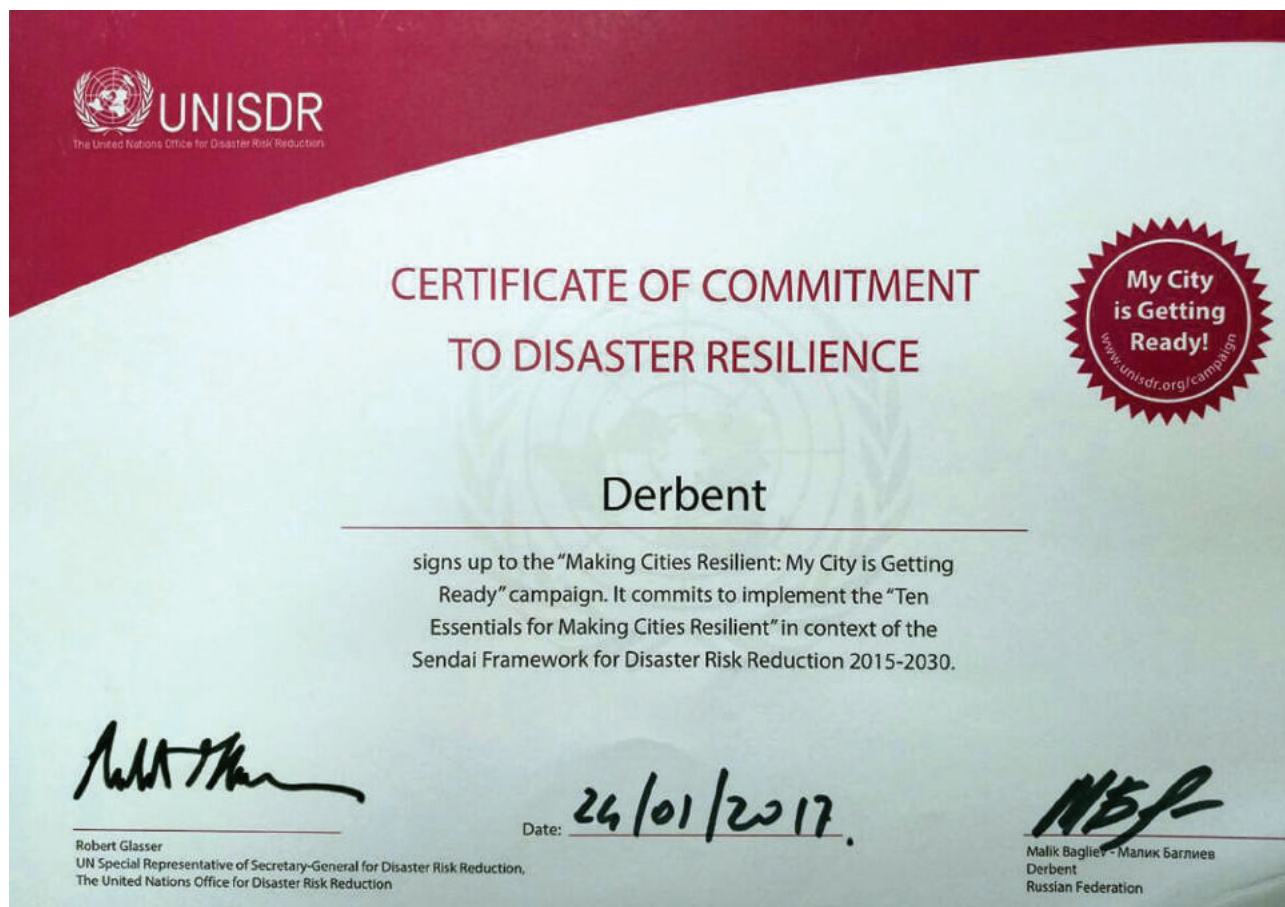 UNISDR
The United Nations Office for Disaster Risk Reduction
CERTIFICATE OF COMMITMENT
TO DISASTER RESILIENCE
My City
is Getting
Ready!
www.unisdr.org/campaign
Derbent
signs up to the “Making Cities Resilient: My City is Getting
Ready” campaign. It commits to implement the “Ten
Essentials for Making Cities Resilient” in context of the
Sendai Framework for Disaster Risk Reduction 2015-2030.
Date: 24/01/2017.
Robert Glasser
UN Special Representative of Secretary-General for Disaster Risk Reduction,
The United Nations Office for Disaster Risk Reduction
Malik Bagliev - Малик Баглиев
Derbent
Russian Federation